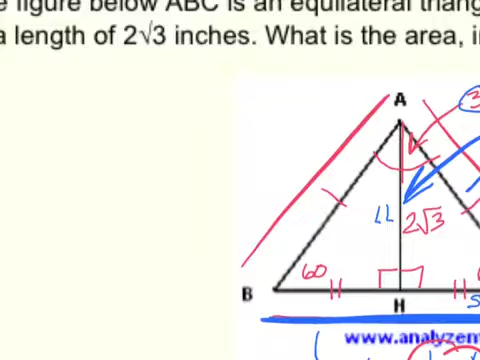 figure below ABC is an equilateral triang
a length of 2√3 inches. What is the area, i
A
3
LL
2√3
60
B
H
S
www.analyzem